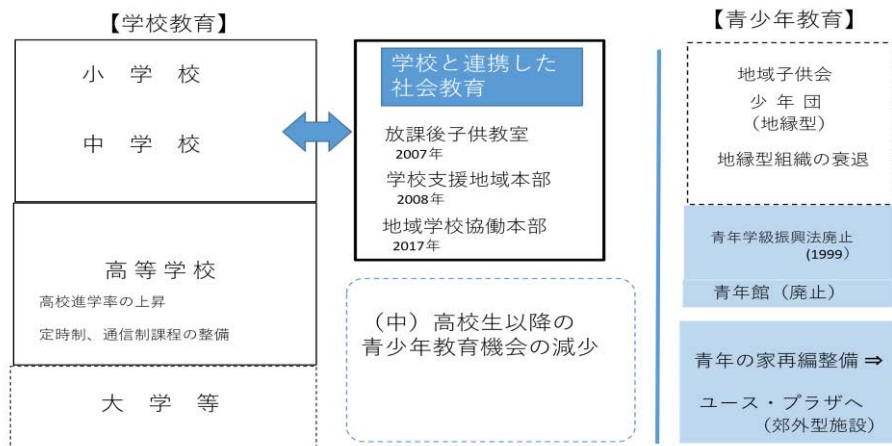 【学校教育】
小学校
中学校
高等学校
高校進学率の上昇
定時制、通信制課程の整備
大学等
学校と連携した
社会教育
放課後子供教室
2007年
学校支援地域本部
2008年
地域学校協働本部
2017年
（中）高校生以降の
青少年教育機会の減少
【青少年教育】
地域子供会
少年団
（地縁型）
地縁型組織の衰退
青年学級振興法廃止
(1999）
青年館（廃止）
青年の家再編整備⇒
ユース・プラザへ
（郊外型施設）